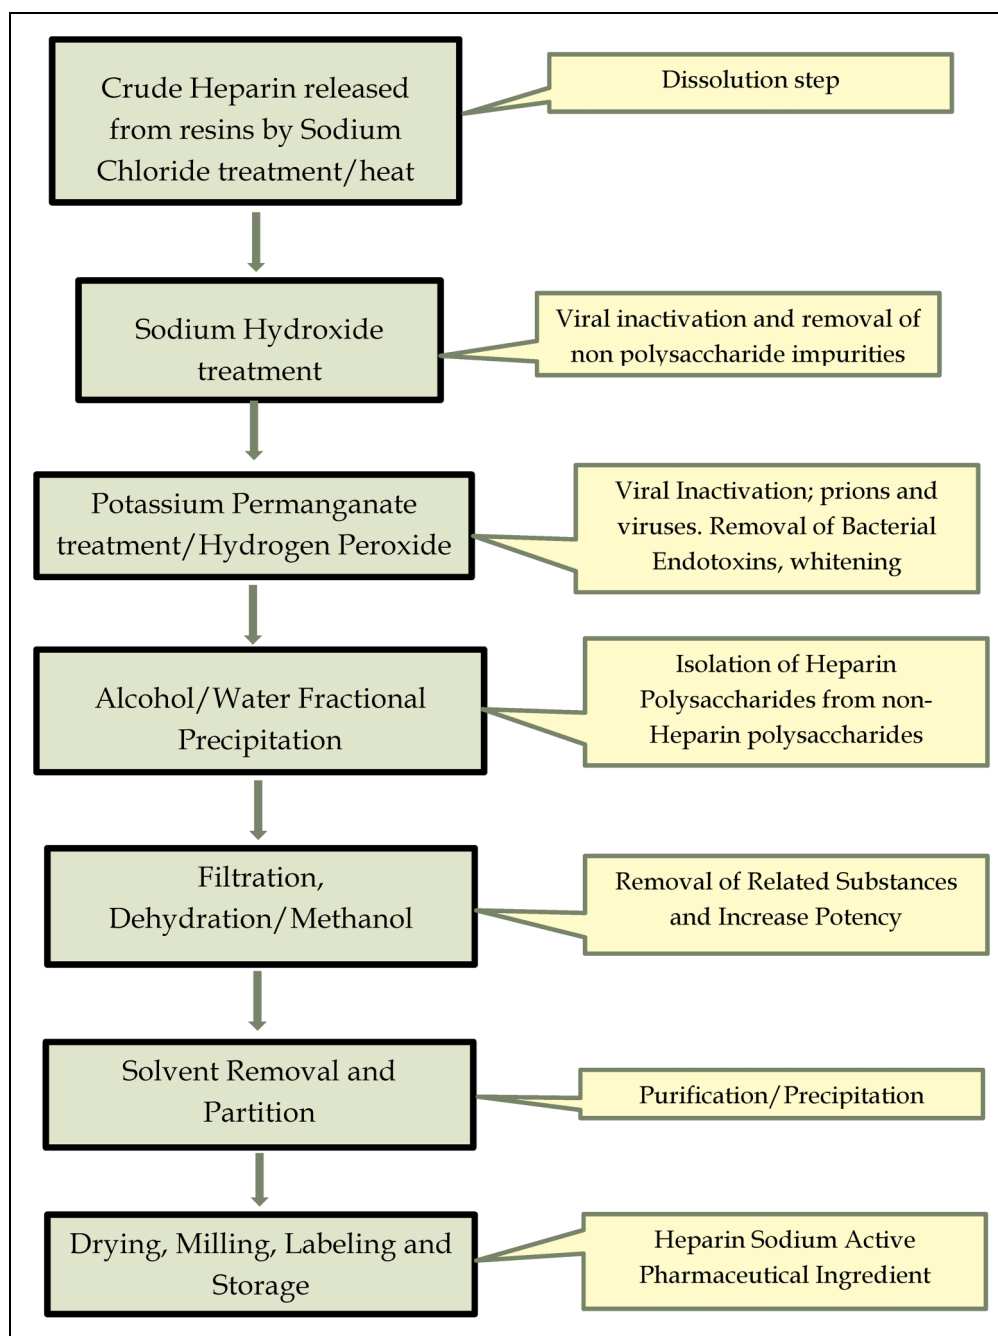 Crude Heparin released
from resins by Sodium
Chloride treatment/heat
Dissolution step
Sodium Hydroxide
treatment
Viral inactivation and removal of
non polysaccharide impurities
Potassium Permanganate
treatment/Hydrogen Peroxide
Viral Inactivation; prions and
viruses. Removal of Bacterial
Endotoxins, whitening
Alcohol/Water Fractional
Precipitation
Isolation of Heparin
Polysaccharides from non-
Heparin polysaccharides
Filtration,
Dehydration/Methanol
Removal of Related Substances
and Increase Potency
Solvent Removal and
Partition
Purification/Precipitation
Drying, Milling, Labeling and
Storage
Heparin Sodium Active
Pharmaceutical Ingredient